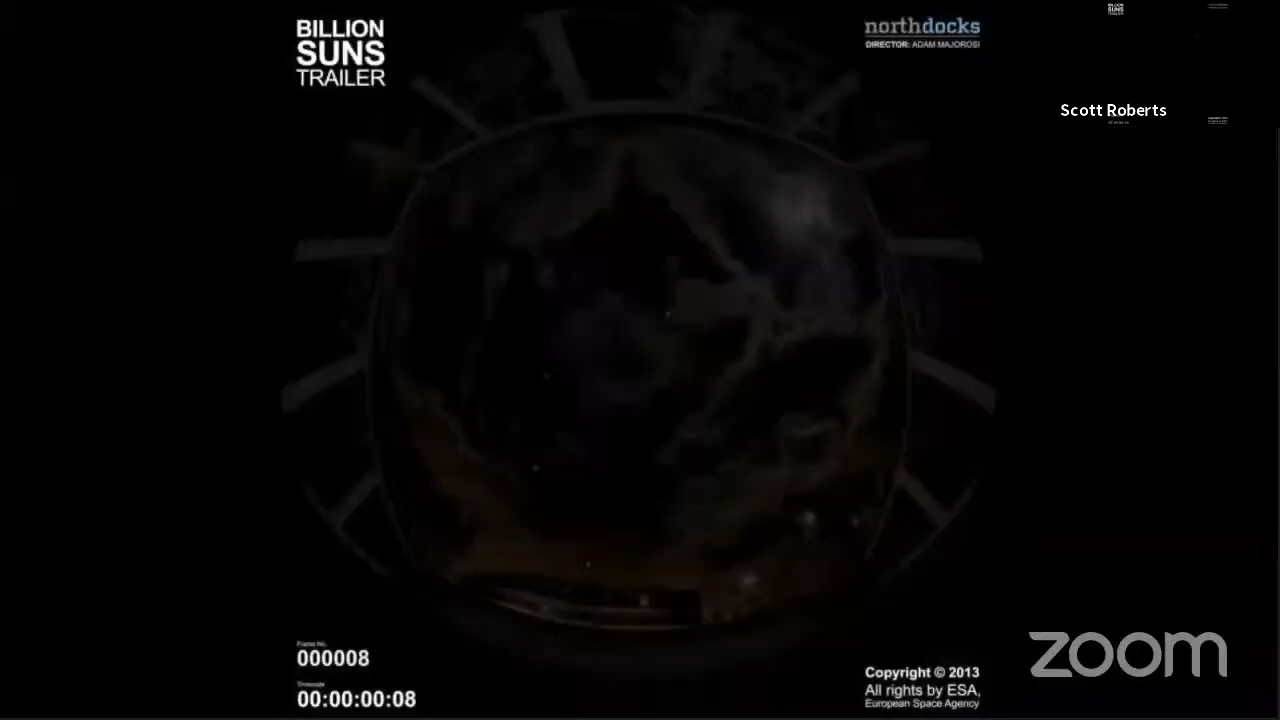 BILLION
SUNS
TRAILER
northdocks
DIRECTOR: ADAM MAJOROSI
Scott Roberts
Frame No.
000008
Timecode
00:00:00:08
Copyright © 2013
All rights by ESA,
European Space Agency
zoom